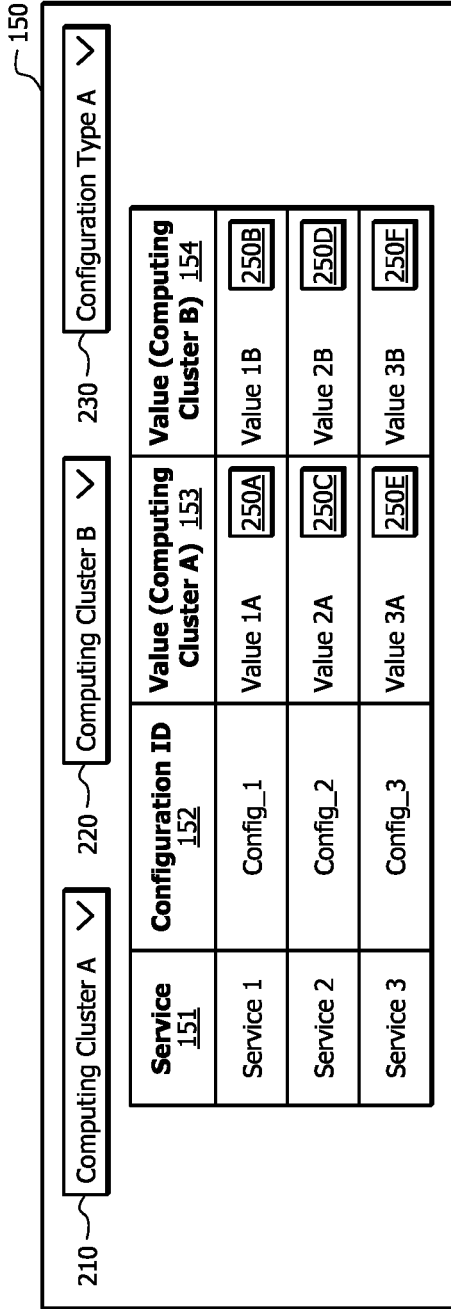 150
210 Computing Cluster A 220 Computing Cluster B 230 Configuration Type A
Service 151 Configuration ID 152 Value (Computing Cluster A) 153 Value (Computing Cluster B) 154
Service 1 Config_1 Value 1A 250A Value 1B 250B
Service 2 Config_2 Value 2A 250C Value 2B 250D
Service 3 Config_3 Value 3A 250E Value 3B 250F